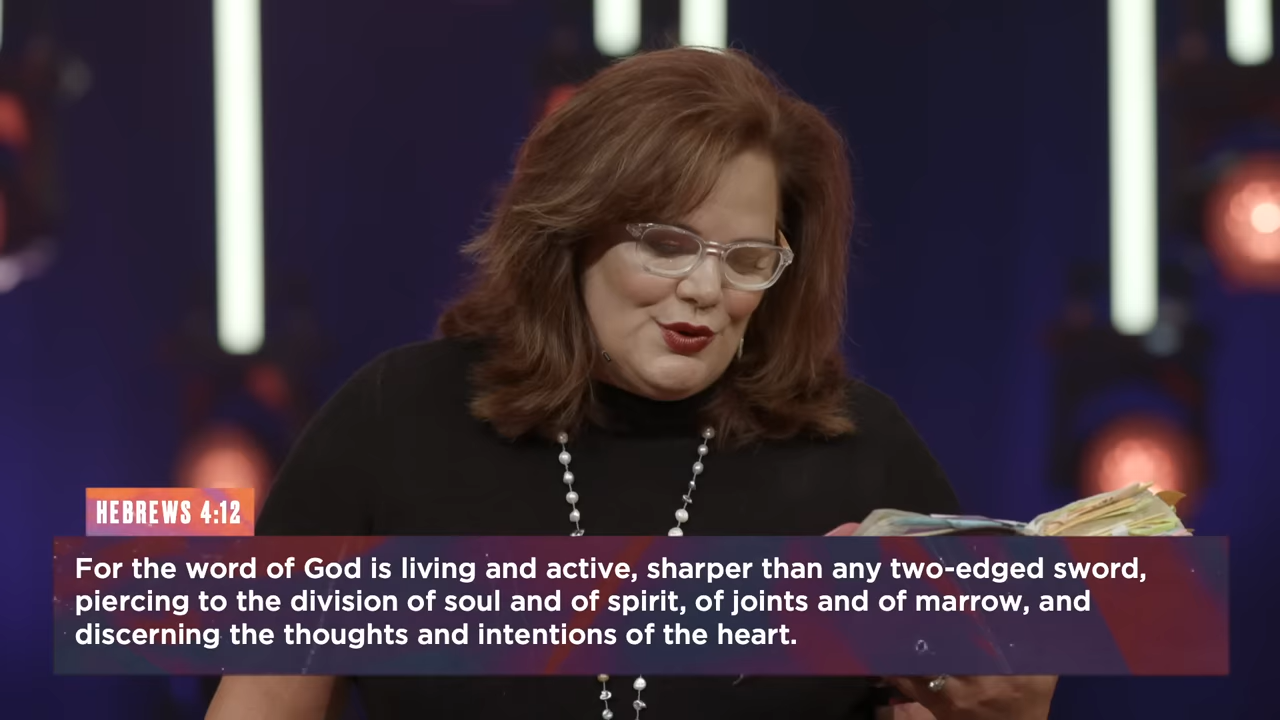 HEBREWS 4:12
For the word of God is living and active, sharper than any two-edged sword,
piercing to the division of soul and of spirit, of joints and of marrow, and
discerning the thoughts and intentions of the heart.